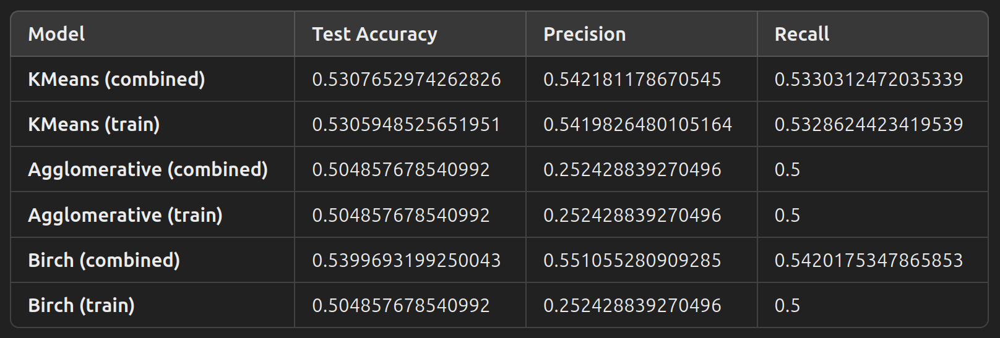 Model Test Accuracy Precision Recall
KMeans (combined) 0.5307652974262826 0.542181178670545 0.5330312472035339
KMeans (train) 0.5305948525651951 0.5419826480105164 0.5328624423419539
Agglomerative (combined) 0.504857678540992 0.252428839270496 0.5
Agglomerative (train) 0.504857678540992 0.252428839270496 0.5
Birch (combined) 0.5399693199250043 0.551055280909285 0.5420175347865853
Birch (train) 0.504857678540992 0.252428839270496 0.5